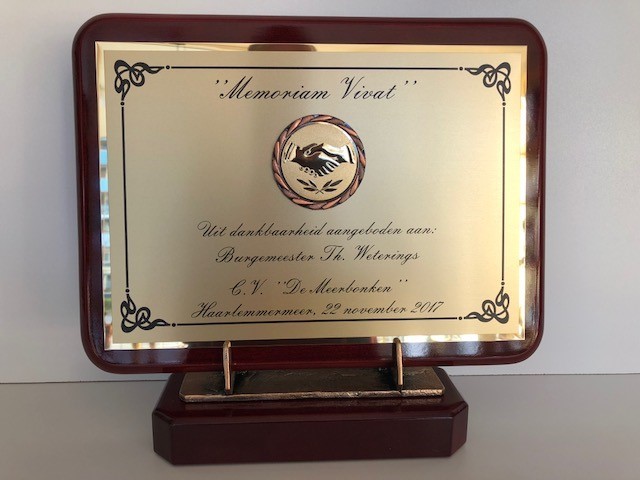 "Memoriam Vivat"
Uit dankbaarheid aangeboden aan:
Burgemeester Th. Weterings
C.V. "De Meerbonken"
Haarlemmermeer, 22 november 2017